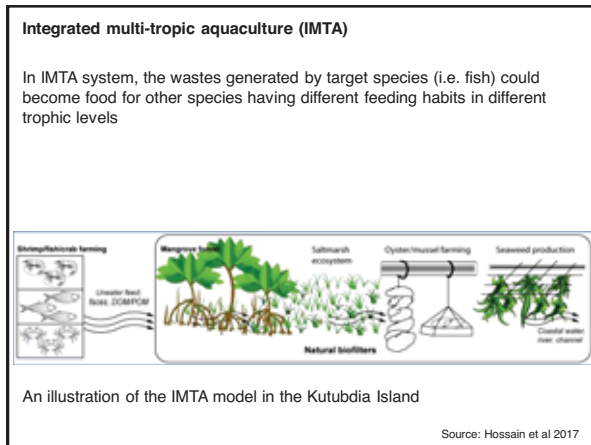 Integrated multi-tropic aquaculture (IMTA)
In IMTA system, the wastes generated by target species (i.e. fish) could
become food for other species having different feeding habits in different
trophic levels
Shrimp/fish/crab farming
Mangrove forest
Saltmarsh
ecosystem
Oyster/mussel farming
Seaweed production
Uneaten feed,
feces, DOM/POM
Natural biofilters
Coastal water,
river, channel
An illustration of the IMTA model in the Kutubdia Island
Source: Hossain et al 2017